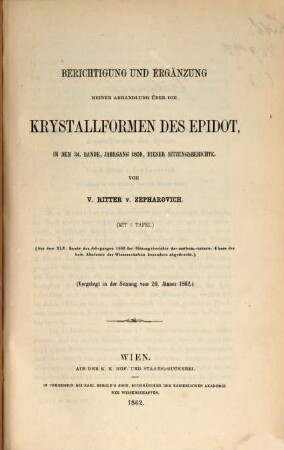 BERICHTIGUNG UND ERGÄNZUNG
MEINER ABHANDLUNG ÜBER DIE
KRYSTALLFORMEN DES EPIDOT,
IN DEM 34. BANDE, JAHRGANG 1859, DIESER SITZUNGSBERICHTE.
VON
V. RITTER v. ZEPHAROVICH.
(MIT TAFEL)
(Aus dem XLV. Bande des Jahrganges 1862 der Sitzungsberichte der mathem.-naturw. Classe der
kais. Akademie der Wissenschaften besonders abgedruckt.)
(Vorgelegt in der Sitzung vom 20. Jänner 1862.)
WIEN.
AUS DER K. K. HOF- UND STAATSDRUCKEREI.
IN COMMISSION BEI KARL GEROLD'S SOHN, BUCHHÄNDLER DER KAISERLICHEN AKADEMIE
DER WISSENSCHAFTEN.
1862.